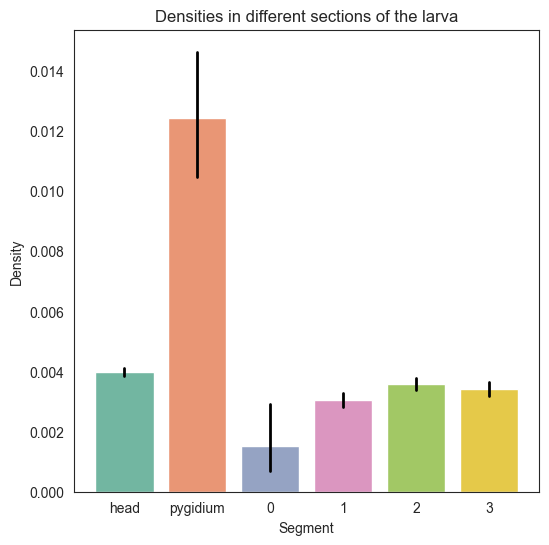 Densities in different sections of the larva
Density
0.014
0.012
0.010
0.008
0.006
0.004
0.002
0.000
head pygidium 0 1 2 3
Segment